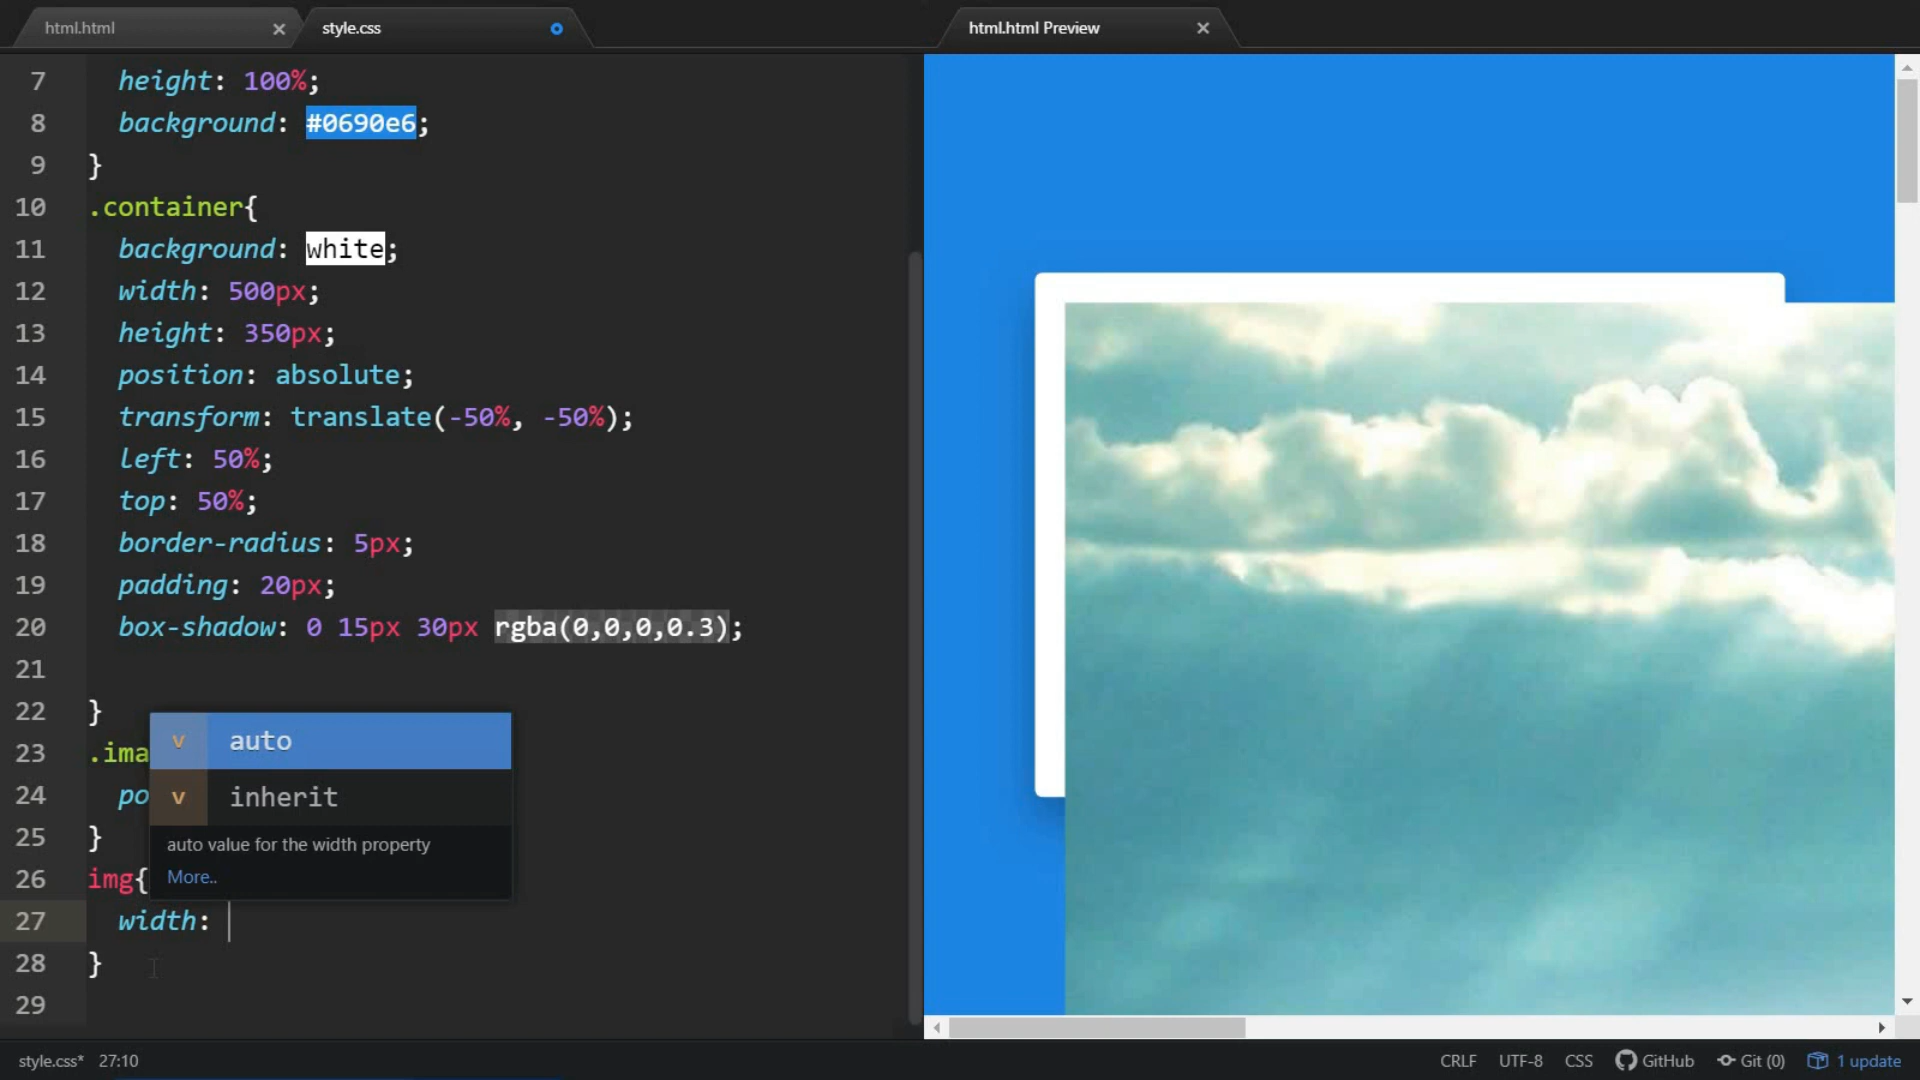 html.html
style.css
html.html Preview
7 height: 100%;
8 background: #0690e6;
9 }
10 .container{
11 background: white;
12 width: 500px;
13 height: 350px;
14 position: absolute;
15 transform: translate(-50%, -50%);
16 left: 50%;
17 top: 50%;
18 border-radius: 5px;
19 padding: 20px;
20 box-shadow: 0 15px 30px rgba(0,0,0,0.3);
21
22 }
v auto
23 .ima
v inherit
24 po
auto value for the width property
25 }
More..
26 img{
27 width:
28 }
29
style.css* 27:10
CRLF UTF-8 CSS GitHub Git (0) 1 update